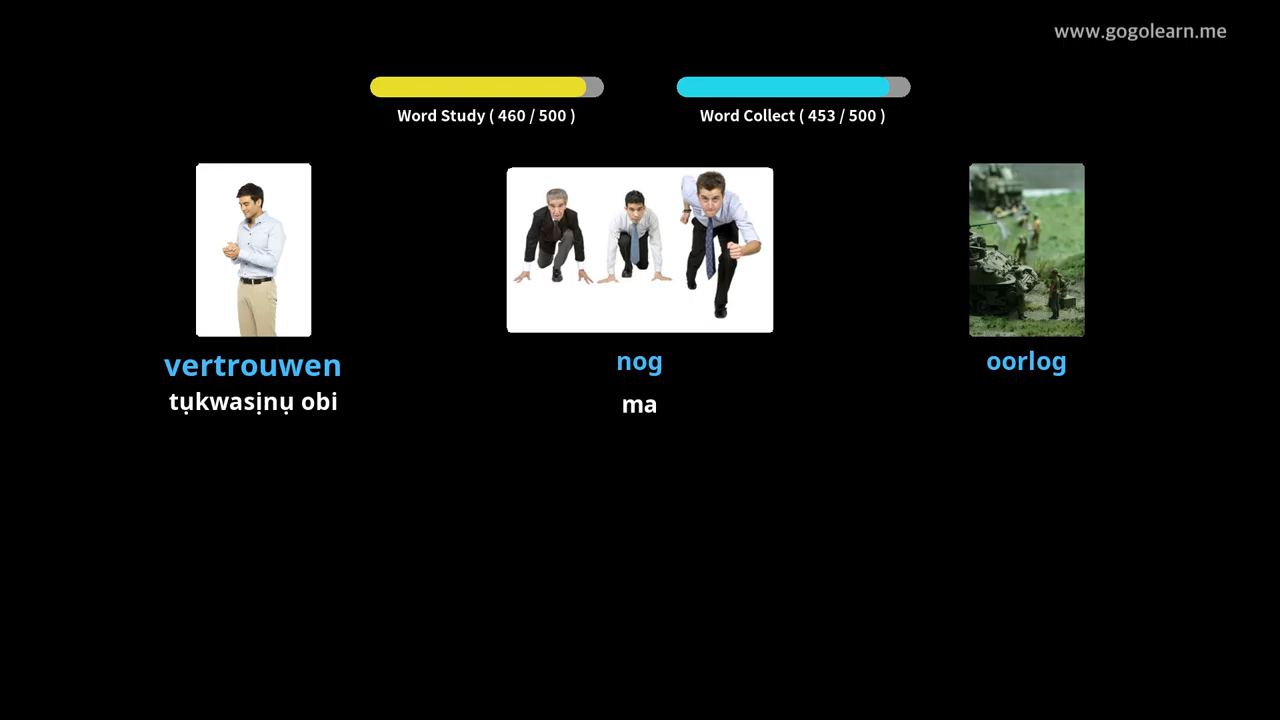 www.gogolearn.me
Word Study ( 460 / 500 )
Word Collect ( 453 / 500 )
vertrouwen
tụkwasịnụ obi
nog
ma
oorlog